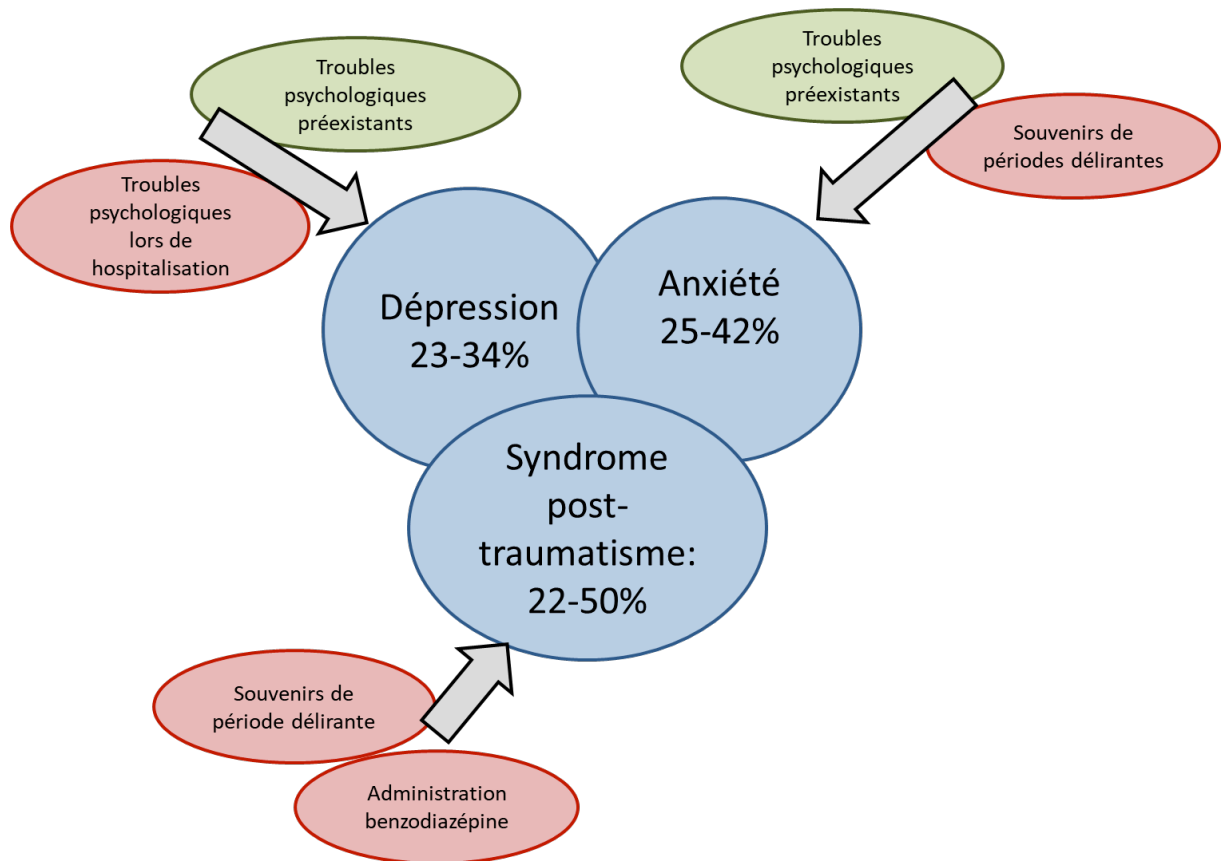 Troubles
psychologiques
préexistants
Troubles
psychologiques
préexistants
Souvenirs de
périodes délirantes
Troubles
psychologiques
lors de
hospitalisation
Dépression
23-34%
Anxiété
25-42%
Syndrome
post-
traumatisme:
22-50%
Souvenirs de
période délirante
Administration
benzodiazépine